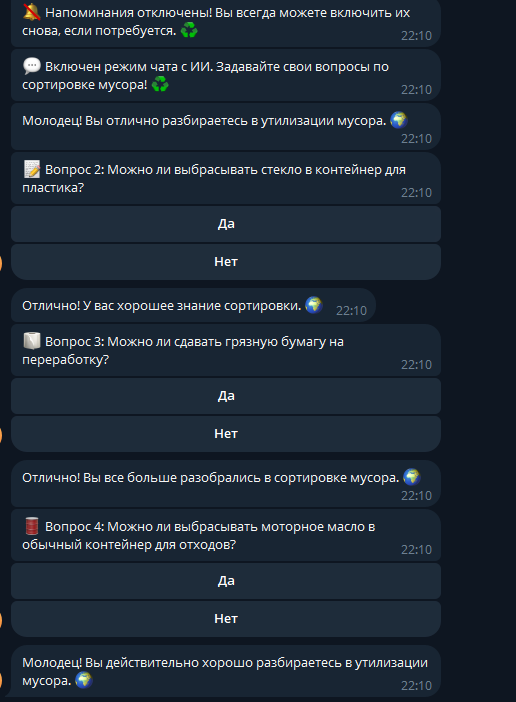 Напоминания отключены! Вы всегда можете включить их
снова, если потребуется. ♻️
22:10
💬 Включен режим чата с ИИ. Задавайте свои вопросы по
сортировке мусора! ♻️
22:10
Молодец! Вы отлично разбираетесь в утилизации мусора. 🌍
22:10
📝 Вопрос 2: Можно ли выбрасывать стекло в контейнер для
пластика?
22:10
Да
Нет
Отлично! У вас хорошее знание сортировки. 🌍 22:10
🧻 Вопрос 3: Можно ли сдавать грязную бумагу на
переработку?
22:10
Да
Нет
Отлично! Вы все больше разобрались в сортировке мусора. 🌍
22:10
🛢️ Вопрос 4: Можно ли выбрасывать моторное масло в
обычный контейнер для отходов?
22:10
Да
Нет
Молодец! Вы действительно хорошо разбираетесь в утилизации
мусора. 🌍
22:10